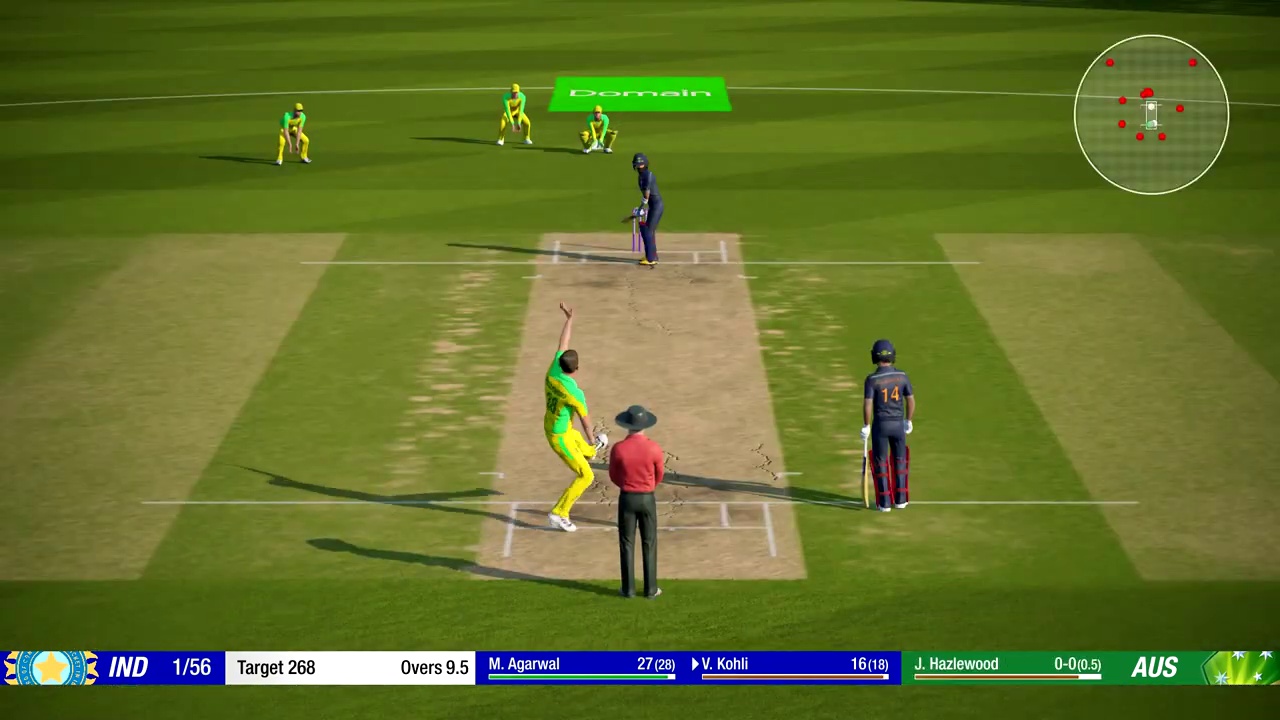 Domain
14
IND 1/56 Target 268 Overs 9.5 M. Agarwal 27 (28) V. Kohli 16 (18) J. Hazlewood 0-0 (0.5) AUS